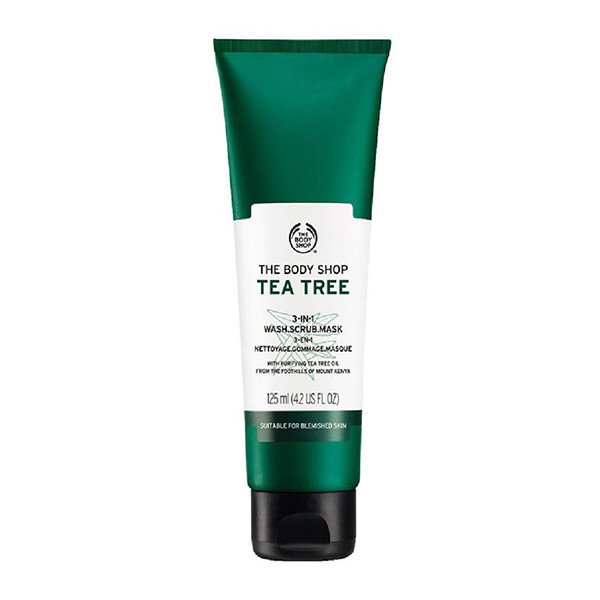 THE
BODY
SHOP
THE BODY SHOP
TEA TREE
3-IN-1
WASH.SCRUB.MASK
3-EN-1
NETTOYAGE.GOMMAGE.MASQUE
WITH PURIFYING TEA TREE OIL
FROM THE FOOTHILLS OF MOUNT KENYA
125 ml (4.2 US FL OZ)
SUITABLE FOR BLEMISHED SKIN